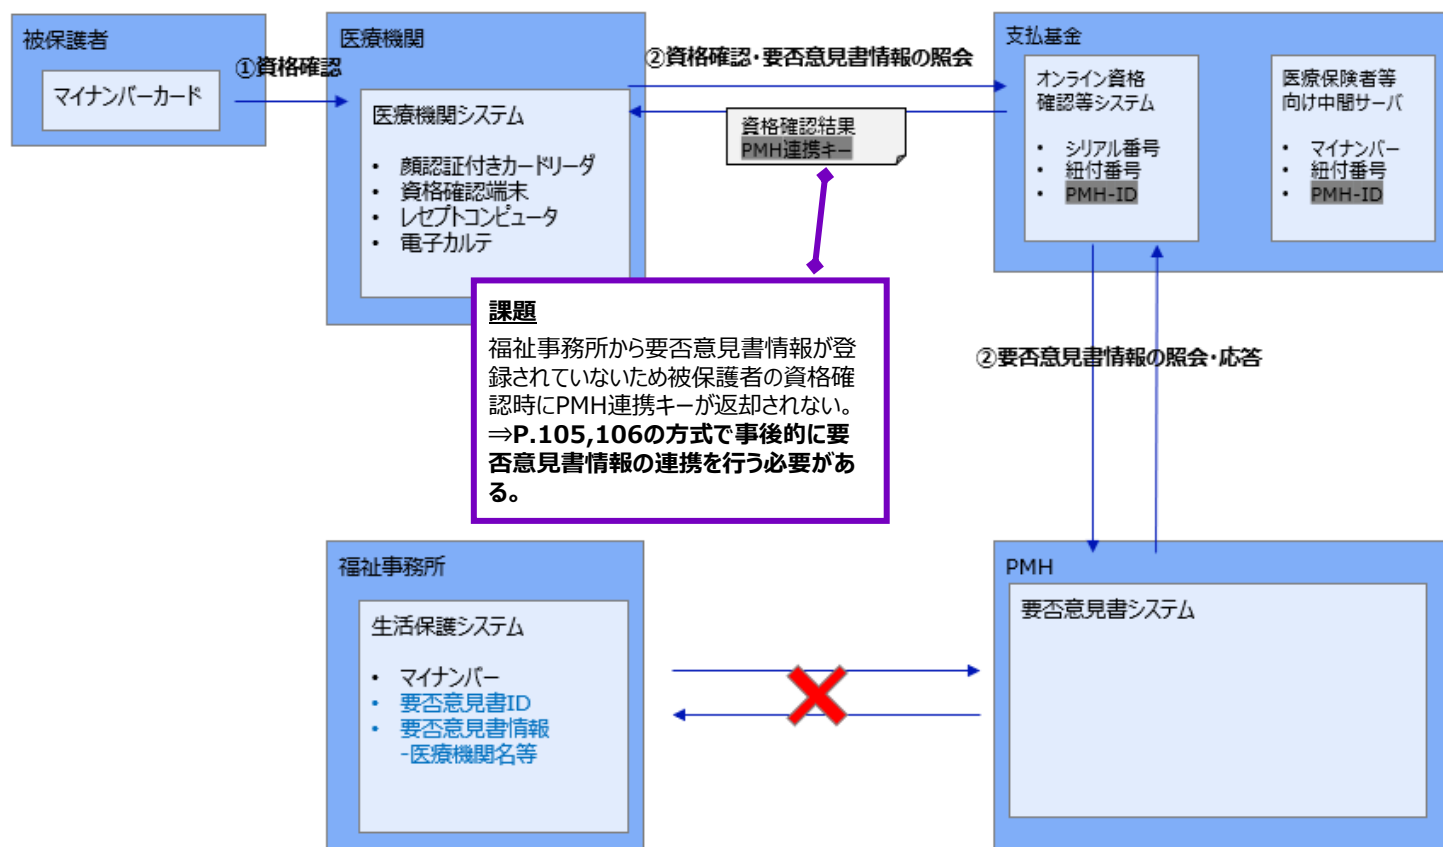 被保護者
マイナンバーカード
①資格確認
医療機関
医療機関システム
• 顔認証付きカードリーダ
• 資格確認端末
• レセプトコンピュータ
• 電子カルテ
②資格確認・要否意見書情報の照会
資格確認結果
PMH連携キー
支払基金
オンライン資格
確認等システム
• シリアル番号
• 紐付番号
• PMH-ID
医療保険者等
向け中間サーバ
• マイナンバー
• 紐付番号
• PMH-ID
課題
福祉事務所から要否意見書情報が登
録されていないため被保護者の資格確
認時にPMH連携キーが返却されない。
⇒P.105,106の方式で事後的に要
否意見書情報の連携を行う必要があ
る。
②要否意見書情報の照会・応答
福祉事務所
生活保護システム
• マイナンバー
• 要否意見書ID
• 要否意見書情報
-医療機関名等
PMH
要否意見書システム